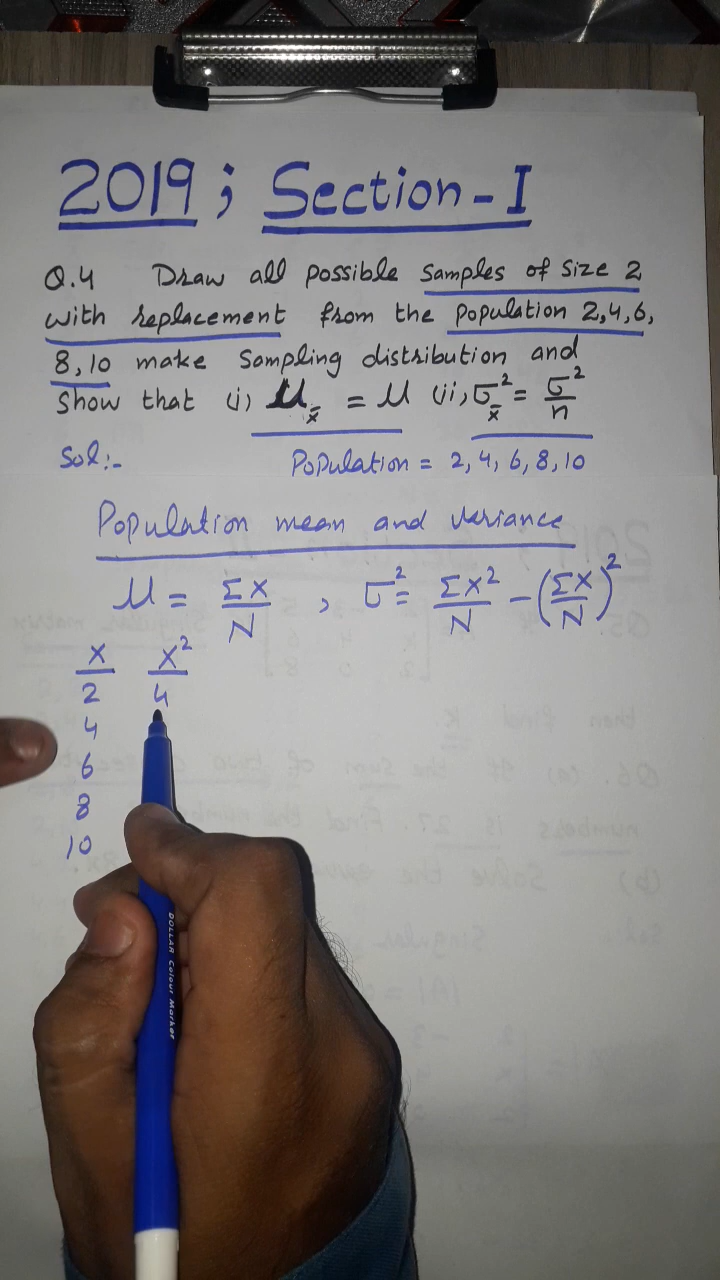 2019; Section-I
Q.4 Draw all possible samples of size 2
with replacement from the population 2,4,6,
8,10 make sampling distribution and
Show that (i) μₓ̄ = μ (ii) σ²ₓ̄ = σ²/n
Sol:- Population = 2, 4, 6, 8, 10
Population mean and variance
μ = ΣX/N , σ² = ΣX²/N - (ΣX/N)²
X X²
2 4
4
6
8
10
DOLLAR Colour Marker